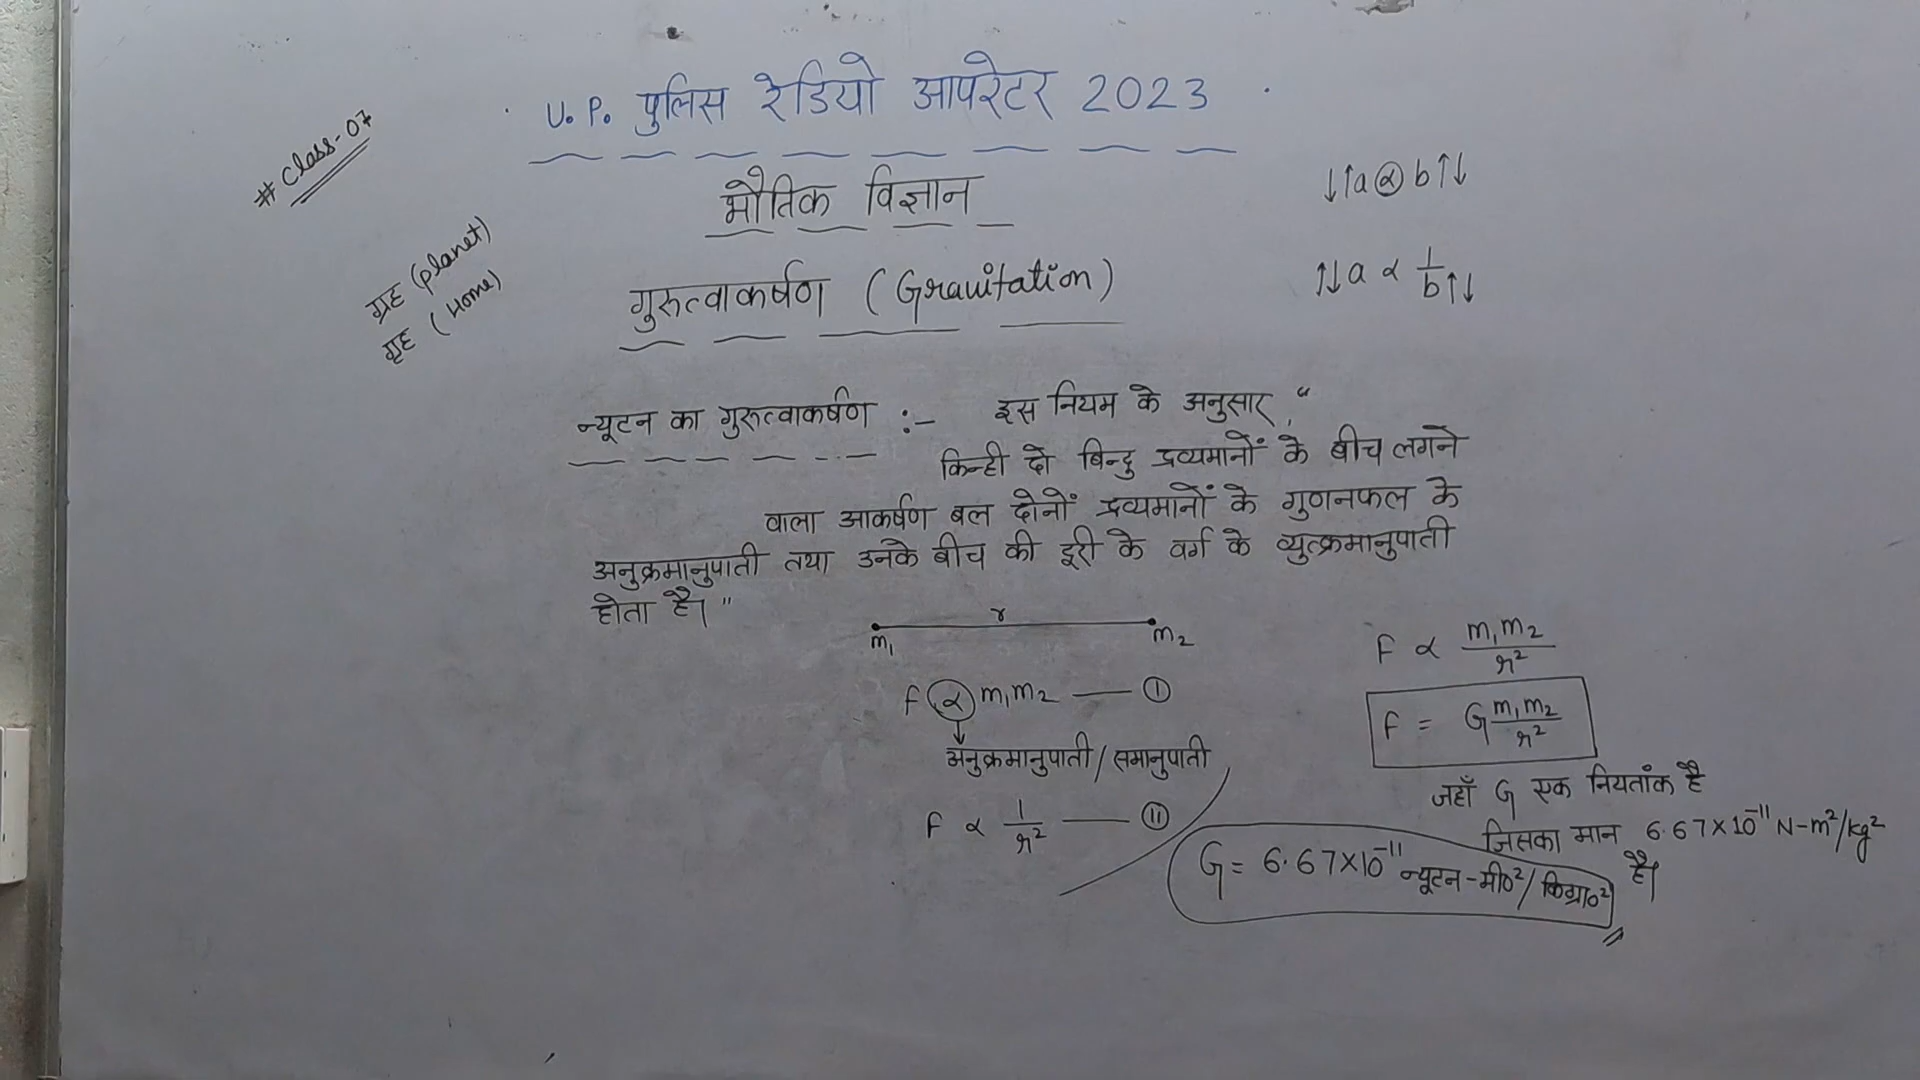 U.P. पुलिस रेडियो आपरेटर 2023
# Class-07
भौतिक विज्ञान
↓↑a α b↑↓
ग्रह (planet)
गृह (Home)
गुरुत्वाकर्षण (Gravitation)
↑↓a α 1/b↑↓
न्यूटन का गुरुत्वाकर्षण :- इस नियम के अनुसार, "
किन्ही दो बिन्दु द्रव्यमानों के बीच लगने
वाला आकर्षण बल दोनों द्रव्यमानों के गुणनफल के
अनुक्रमानुपाती तथा उनके बीच की दूरी के वर्ग के व्युत्क्रमानुपाती
होता है। "
r
m₁ m₂
F α m₁m₂ — ①
अनुक्रमानुपाती / समानुपाती
F α 1/r² — ⑪
F α m₁m₂/r²
F = G m₁m₂/r²
जहाँ G एक नियतांक है
जिसका मान 6.67×10⁻¹¹ N-m²/kg²
है।
G = 6.67×10⁻¹¹ न्यूटन-मी०²/किग्रा०²